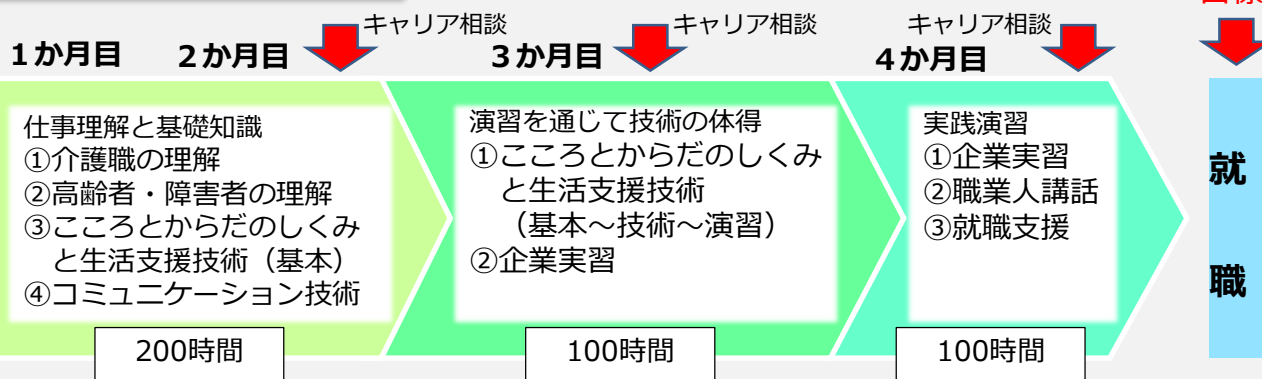 キャリア相談
キャリア相談
キャリア相談
1か月目
2か月目
3か月目
4か月目
仕事理解と基礎知識
①介護職の理解
②高齢者・障害者の理解
③こころとからだのしくみ
と生活支援技術（基本）
④コミュニケーション技術
200時間
演習を通じて技術の体得
①こころとからだのしくみ
と生活支援技術
（基本～技術～演習）
②企業実習
100時間
実践演習
①企業実習
②職業人講話
③就職支援
100時間
就
職